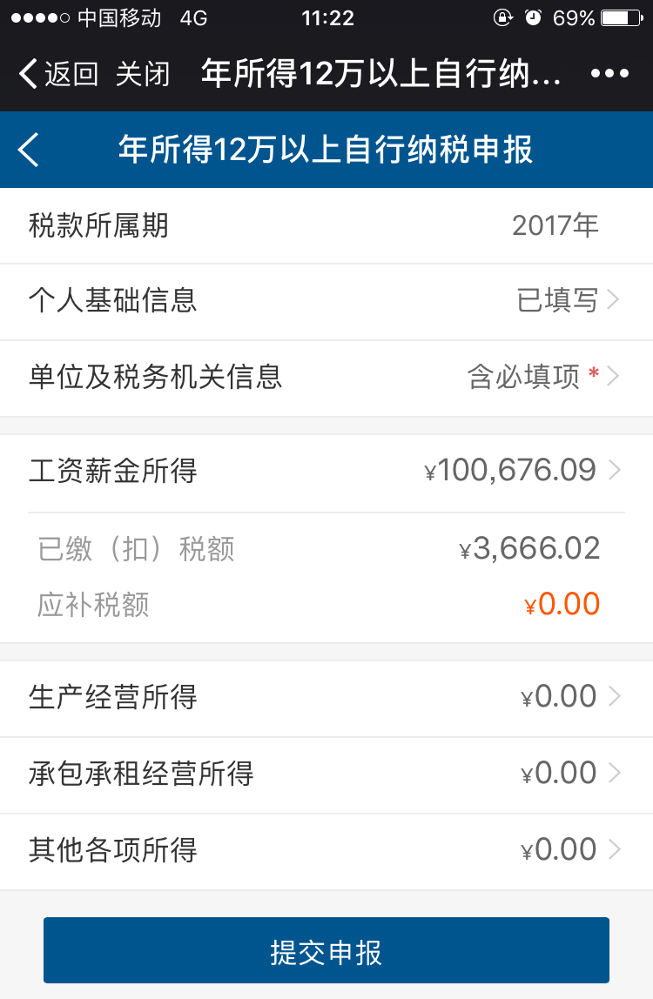 中国移动 4G 11:22 69%
返回 关闭 年所得12万以上自行纳...
年所得12万以上自行纳税申报
税款所属期 2017年
个人基础信息 已填写
单位及税务机关信息 含必填项 *
工资薪金所得 ¥100,676.09
已缴（扣）税额 ¥3,666.02
应补税额 ¥0.00
生产经营所得 ¥0.00
承包承租经营所得 ¥0.00
其他各项所得 ¥0.00
提交申报